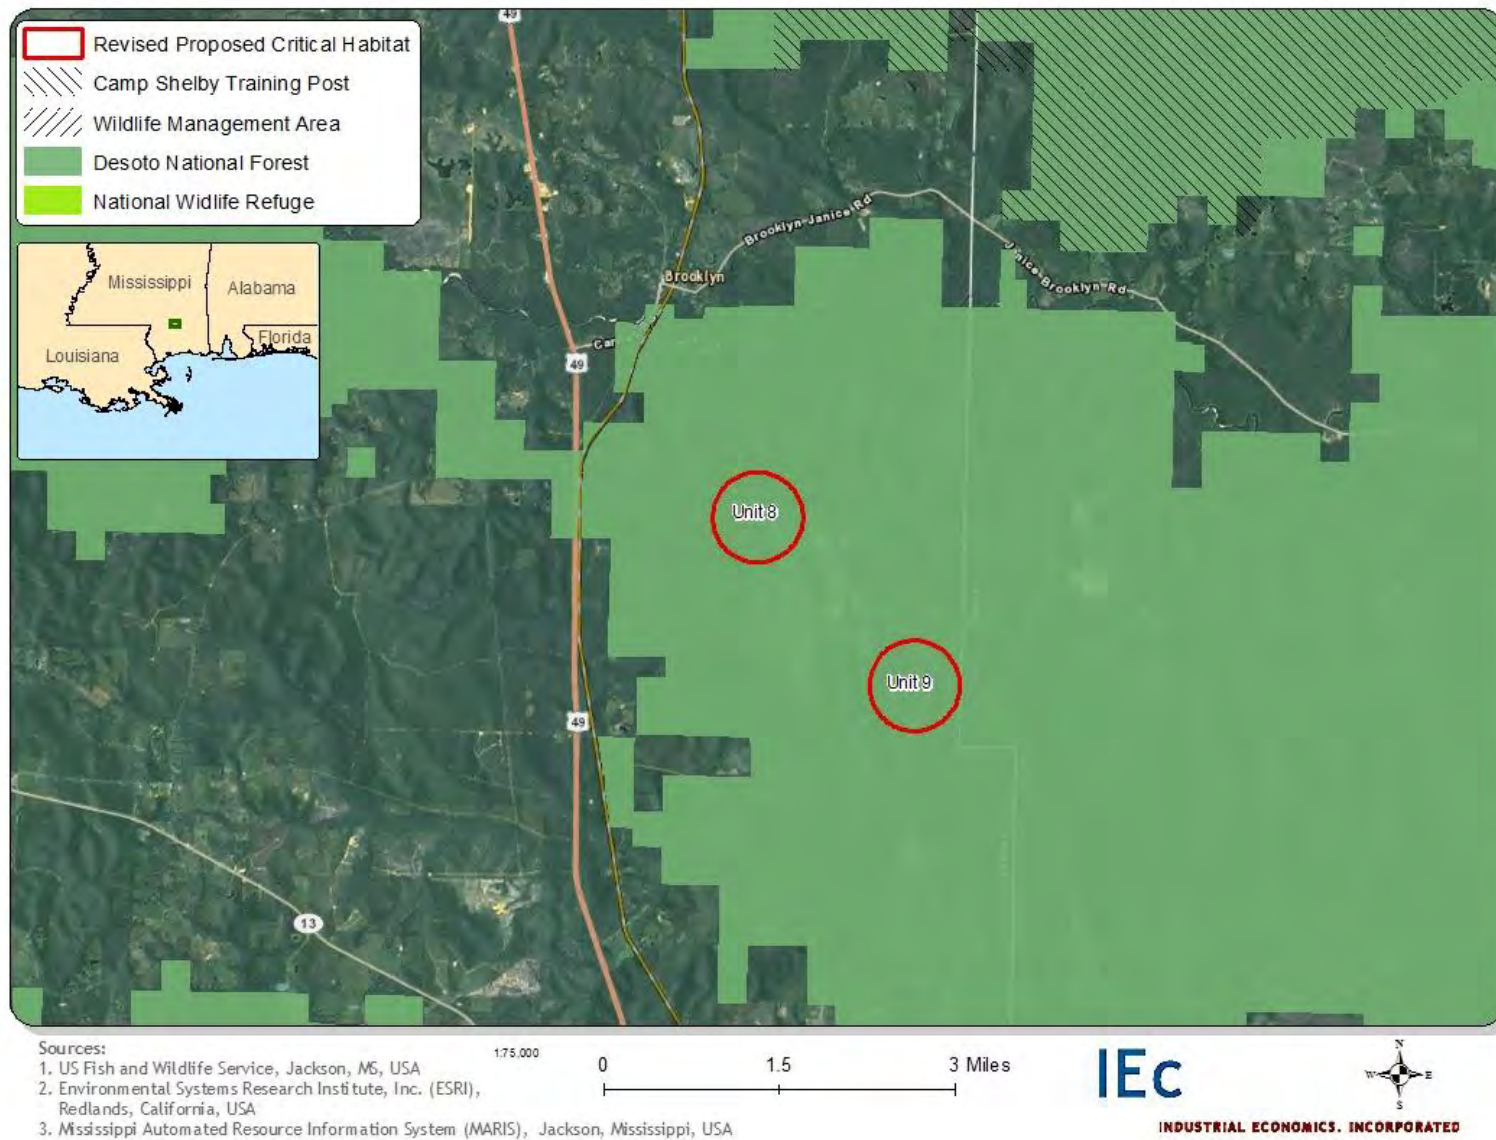 49
Revised Proposed Critical Habitat
Camp Shelby Training Post
Wildlife Management Area
Desoto National Forest
National Widlife Refuge
Brooklyn-Janice Rd
Janice-Brooklyn Rd
Brooklyn
Mississippi
Alabama
Florida
Louisiana
Car
49
Unit 8
Unit 9
49
13
Sources:
1. US Fish and Wildlife Service, Jackson, MS, USA
2. Environmental Systems Research Institute, Inc. (ESRI),
Redlands, California, USA
3. Mississippi Automated Resource Information System (MARIS), Jackson, Mississippi, USA
1:75,000
0 1.5 3 Miles
IEc
INDUSTRIAL ECONOMICS, INCORPORATED
N
W E
S